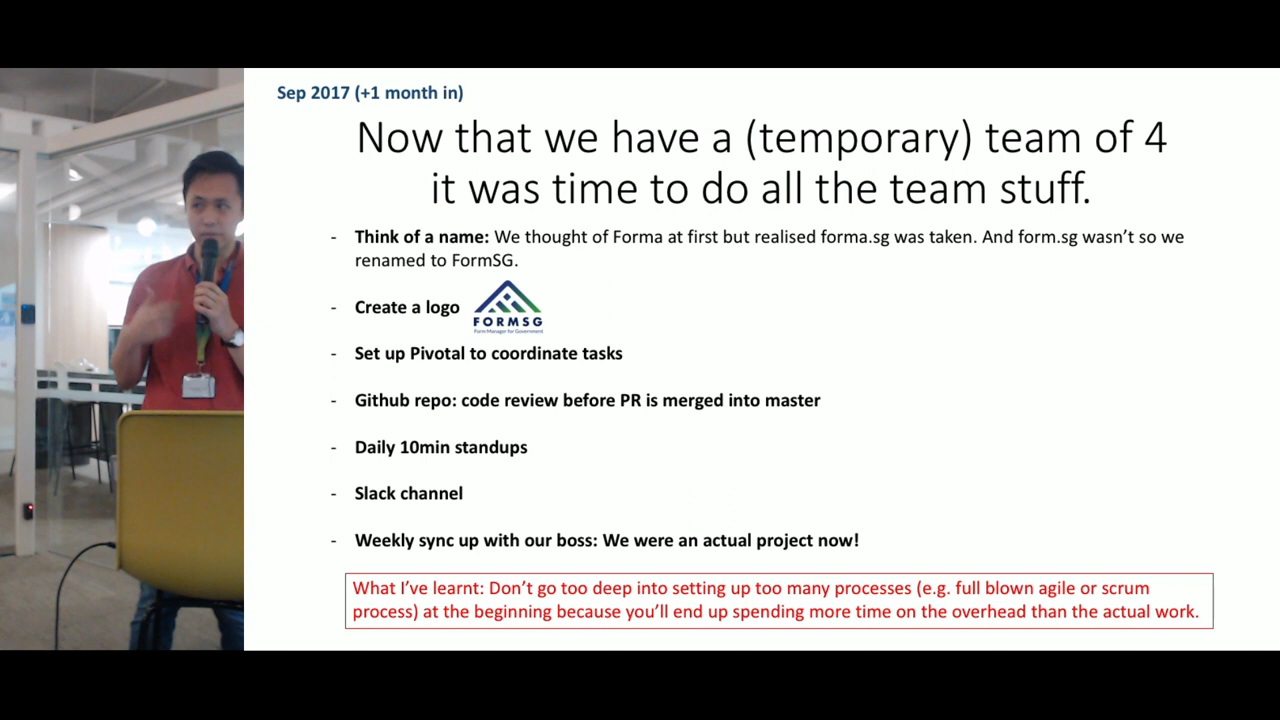 Sep 2017 (+1 month in)
Now that we have a (temporary) team of 4
it was time to do all the team stuff.
- Think of a name: We thought of Forma at first but realised forma.sg was taken. And form.sg wasn't so we
renamed to FormSG.
- Create a logo
FORMSG
Form Manager for Government
- Set up Pivotal to coordinate tasks
- Github repo: code review before PR is merged into master
- Daily 10min standups
- Slack channel
- Weekly sync up with our boss: We were an actual project now!
What I've learnt: Don't go too deep into setting up too many processes (e.g. full blown agile or scrum
process) at the beginning because you'll end up spending more time on the overhead than the actual work.